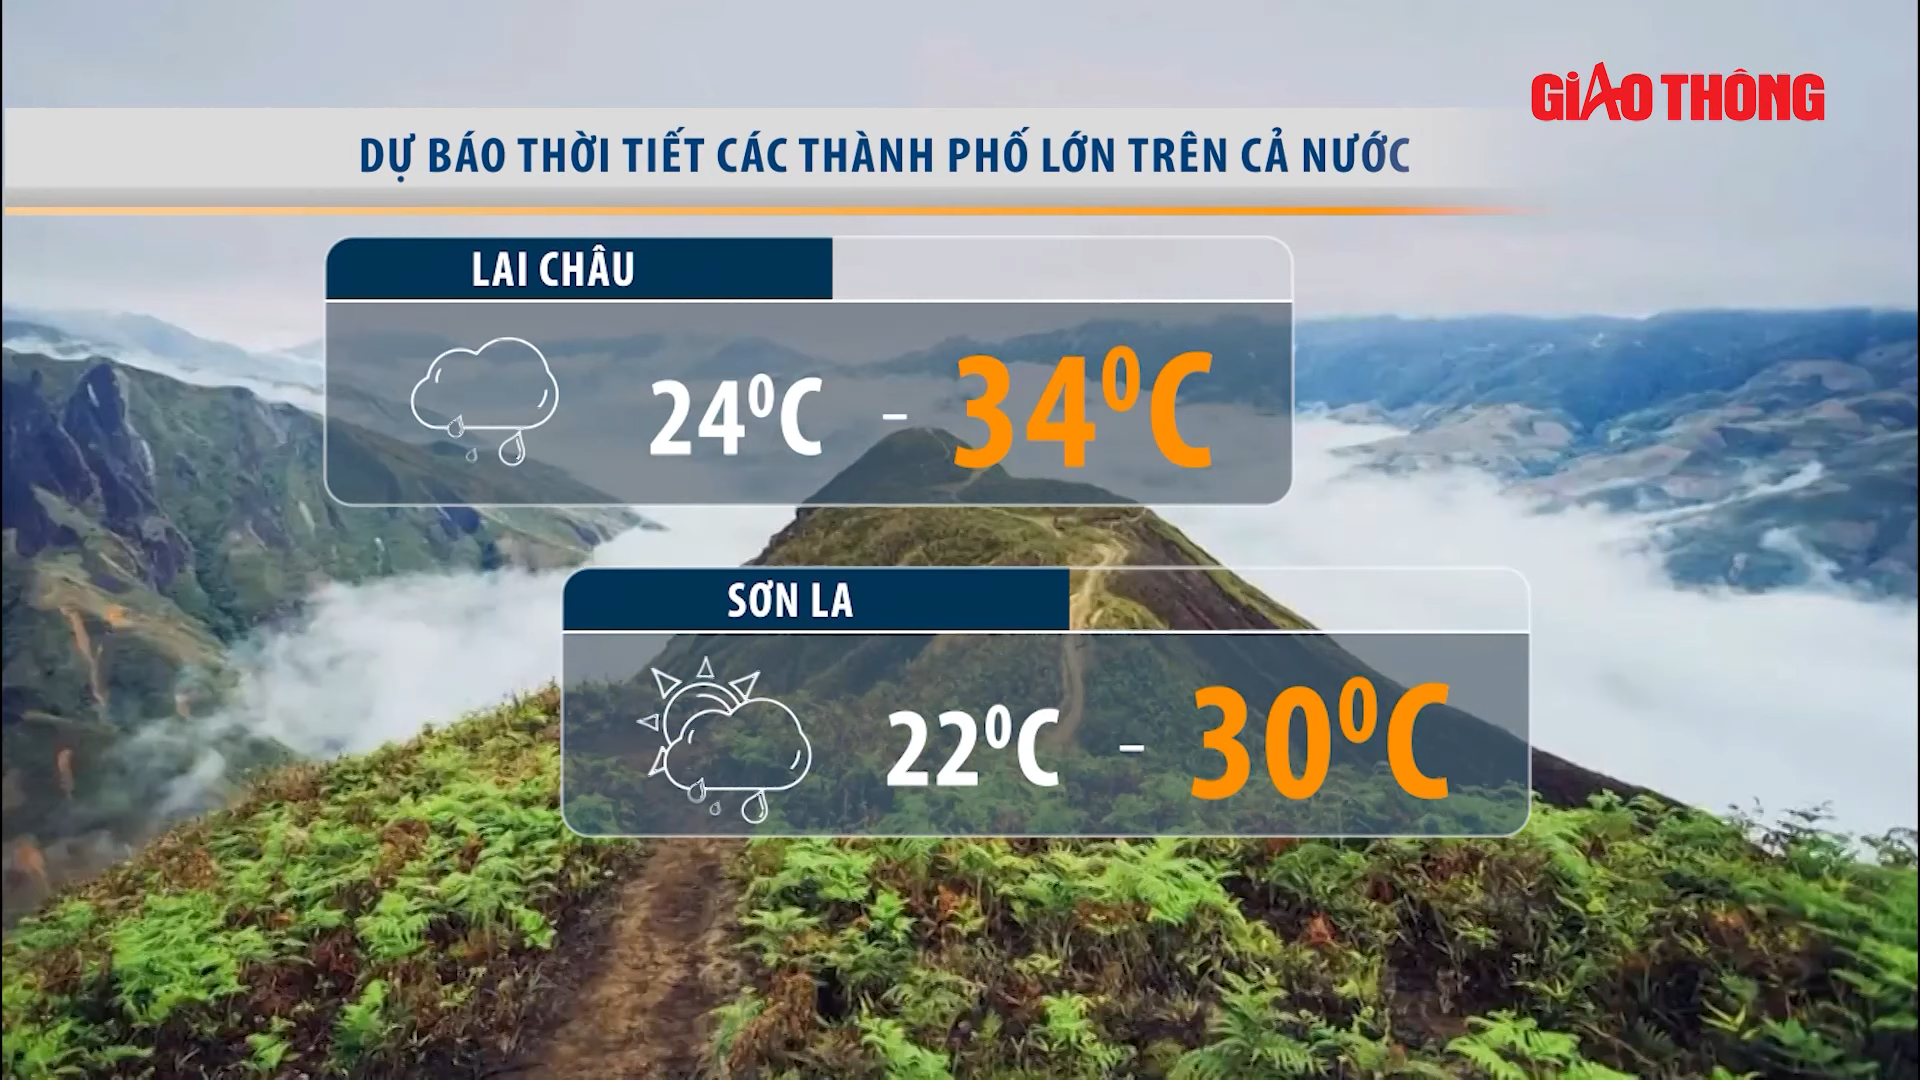 GIAO THÔNG
DỰ BÁO THỜI TIẾT CÁC THÀNH PHỐ LỚN TRÊN CẢ NƯỚC
LAI CHÂU
24⁰C - 34⁰C
SƠN LA
22⁰C - 30⁰C